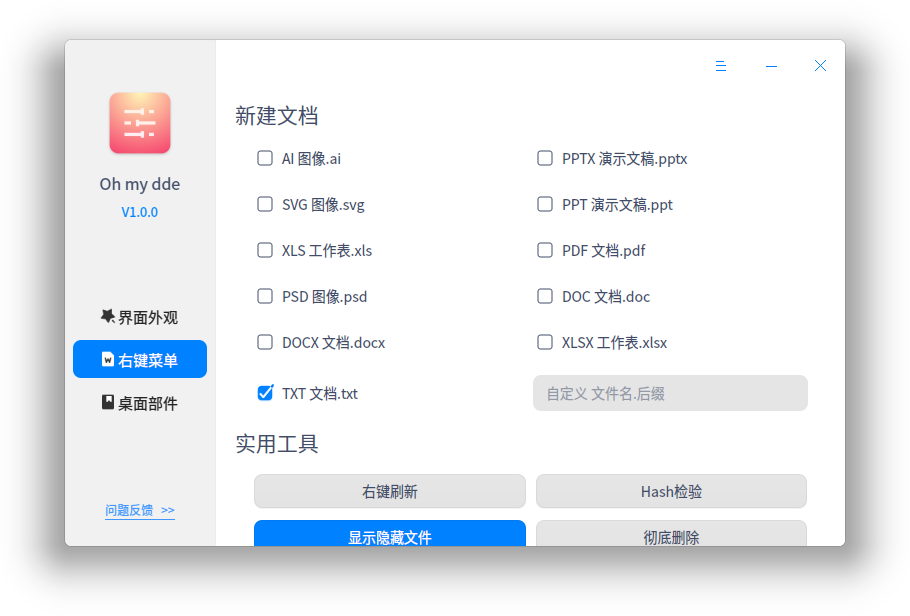 Oh my dde
V1.0.0
界面外观
右键菜单
桌面部件
问题反馈 >>
新建文档
AI 图像.ai
PPTX 演示文稿.pptx
SVG 图像.svg
PPT 演示文稿.ppt
XLS 工作表.xls
PDF 文档.pdf
PSD 图像.psd
DOC 文档.doc
DOCX 文档.docx
XLSX 工作表.xlsx
TXT 文档.txt
自定义 文件名.后缀
实用工具
右键刷新
Hash检验
显示隐藏文件
彻底删除